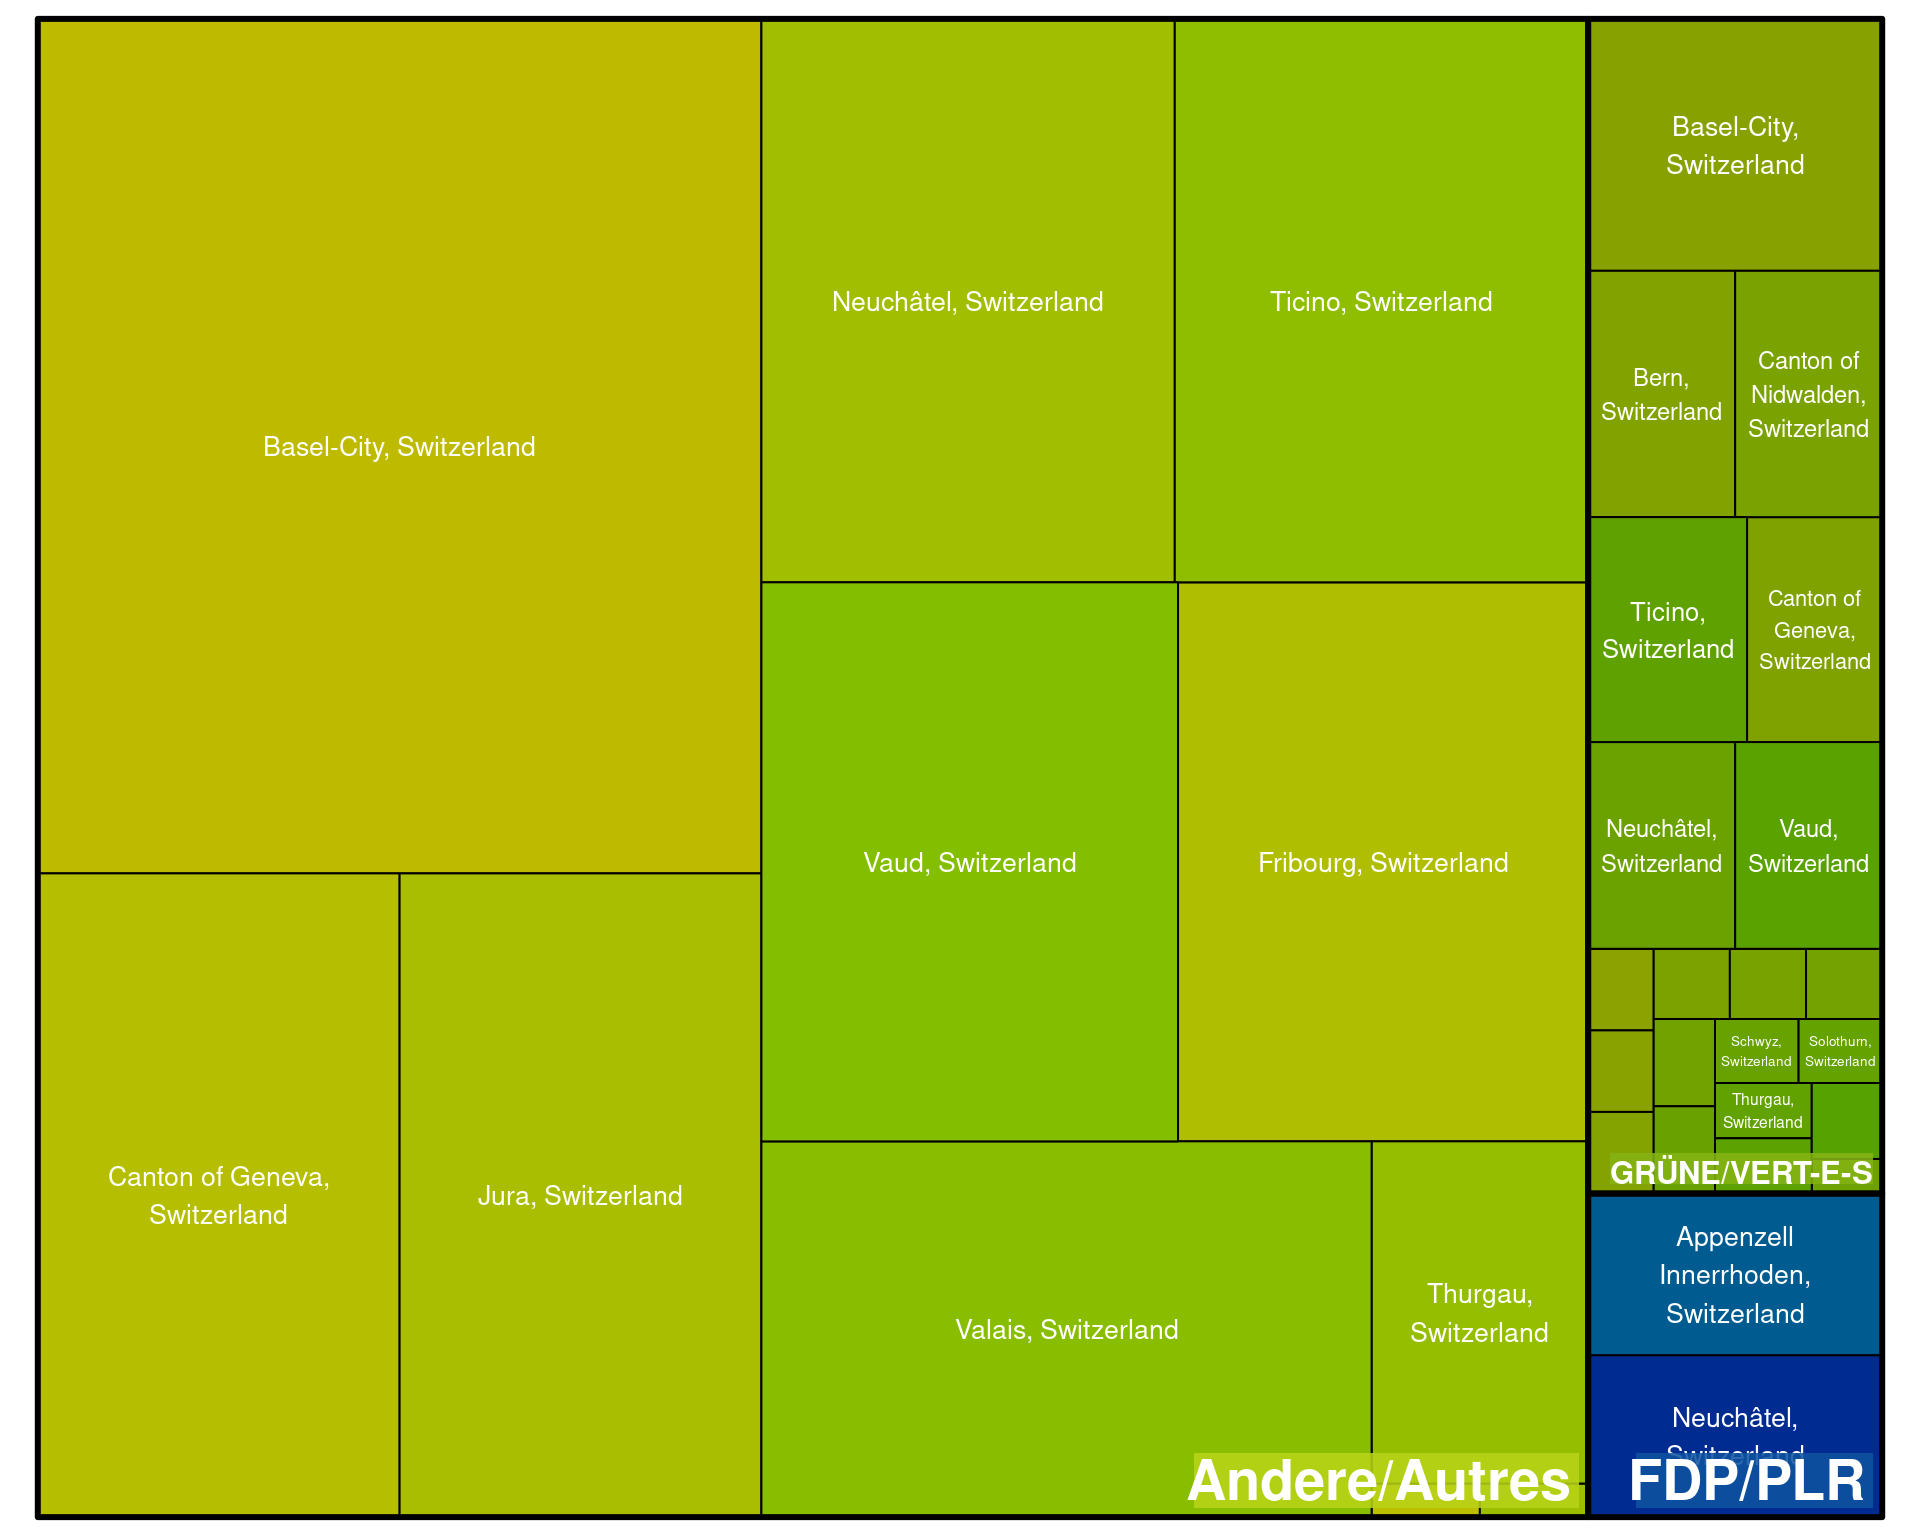 Basel-City, Switzerland
Neuchâtel, Switzerland
Ticino, Switzerland
Basel-City,
Switzerland
Bern,
Switzerland
Canton of
Nidwalden,
Switzerland
Ticino,
Switzerland
Canton of
Geneva,
Switzerland
Vaud, Switzerland
Fribourg, Switzerland
Neuchâtel,
Switzerland
Vaud,
Switzerland
Schwyz,
Switzerland
Solothurn,
Switzerland
Thurgau,
Switzerland
GRÜNE/VERT-E-S
Canton of Geneva,
Switzerland
Jura, Switzerland
Valais, Switzerland
Thurgau,
Switzerland
Andere/Autres
Appenzell
Innerrhoden,
Switzerland
Neuchâtel,
Switzerland
FDP/PLR